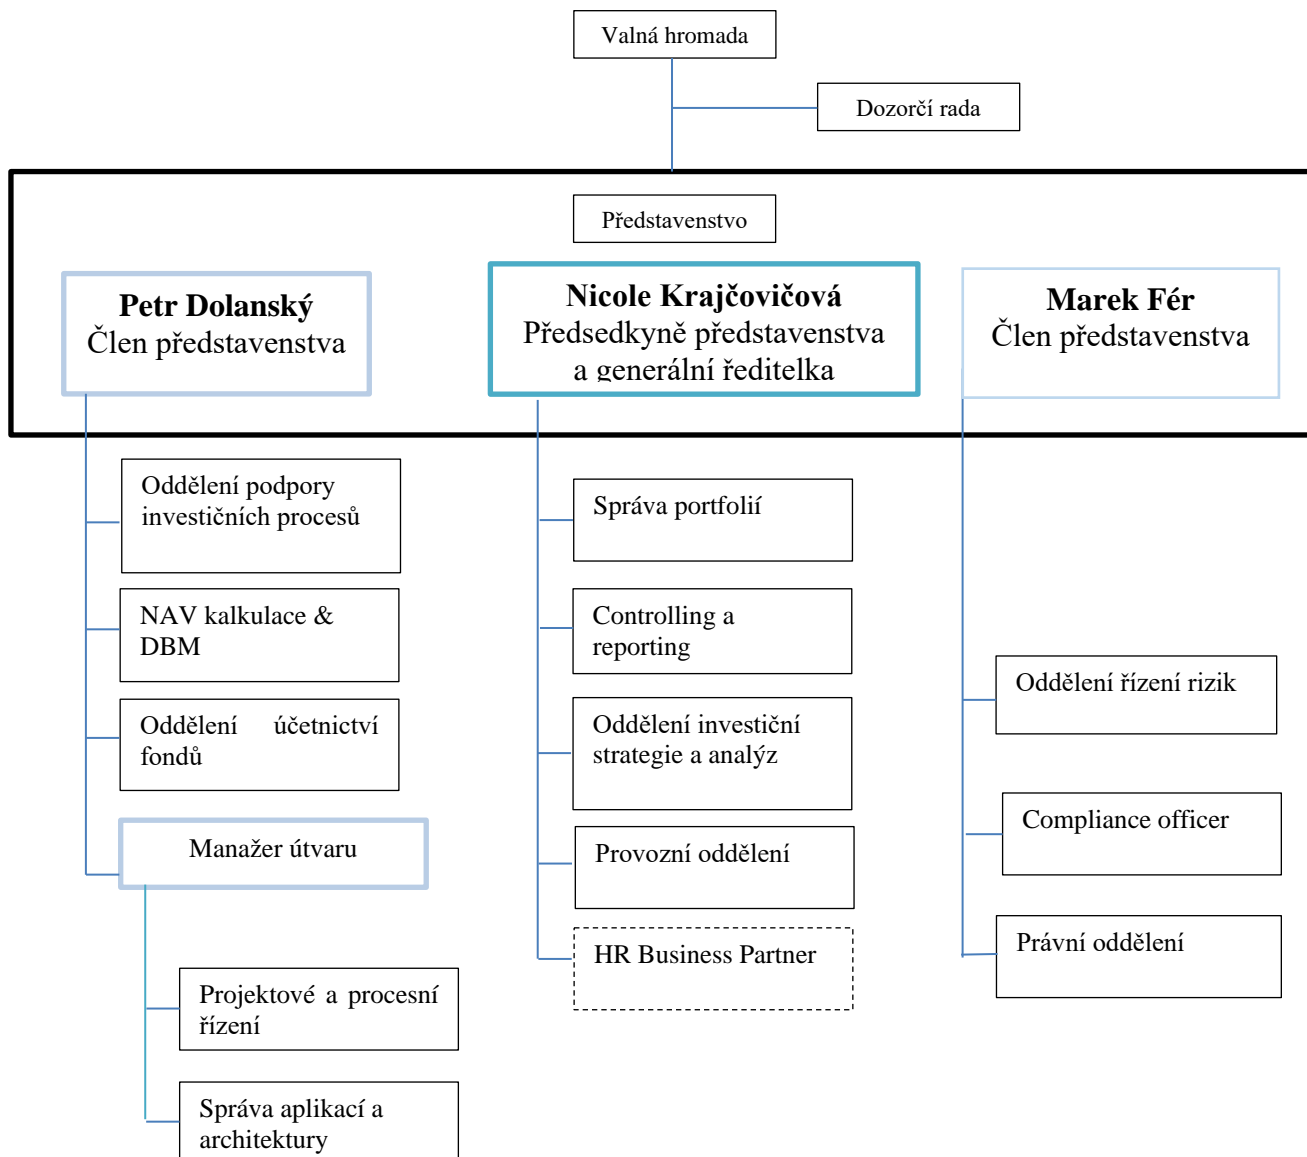 Valná hromada
Dozorčí rada
Představenstvo
Petr Dolanský
Člen představenstva
Nicole Krajčovičová
Předsedkyně představenstva
a generální ředitelka
Marek Fér
Člen představenstva
Oddělení podpory
investičních procesů
NAV kalkulace &
DBM
Oddělení účetnictví
fondů
Manažer útvaru
Projektové a procesní
řízení
Správa aplikací a
architektury
Správa portfolií
Controlling a
reporting
Oddělení investiční
strategie a analýz
Provozní oddělení
HR Business Partner
Oddělení řízení rizik
Compliance officer
Právní oddělení